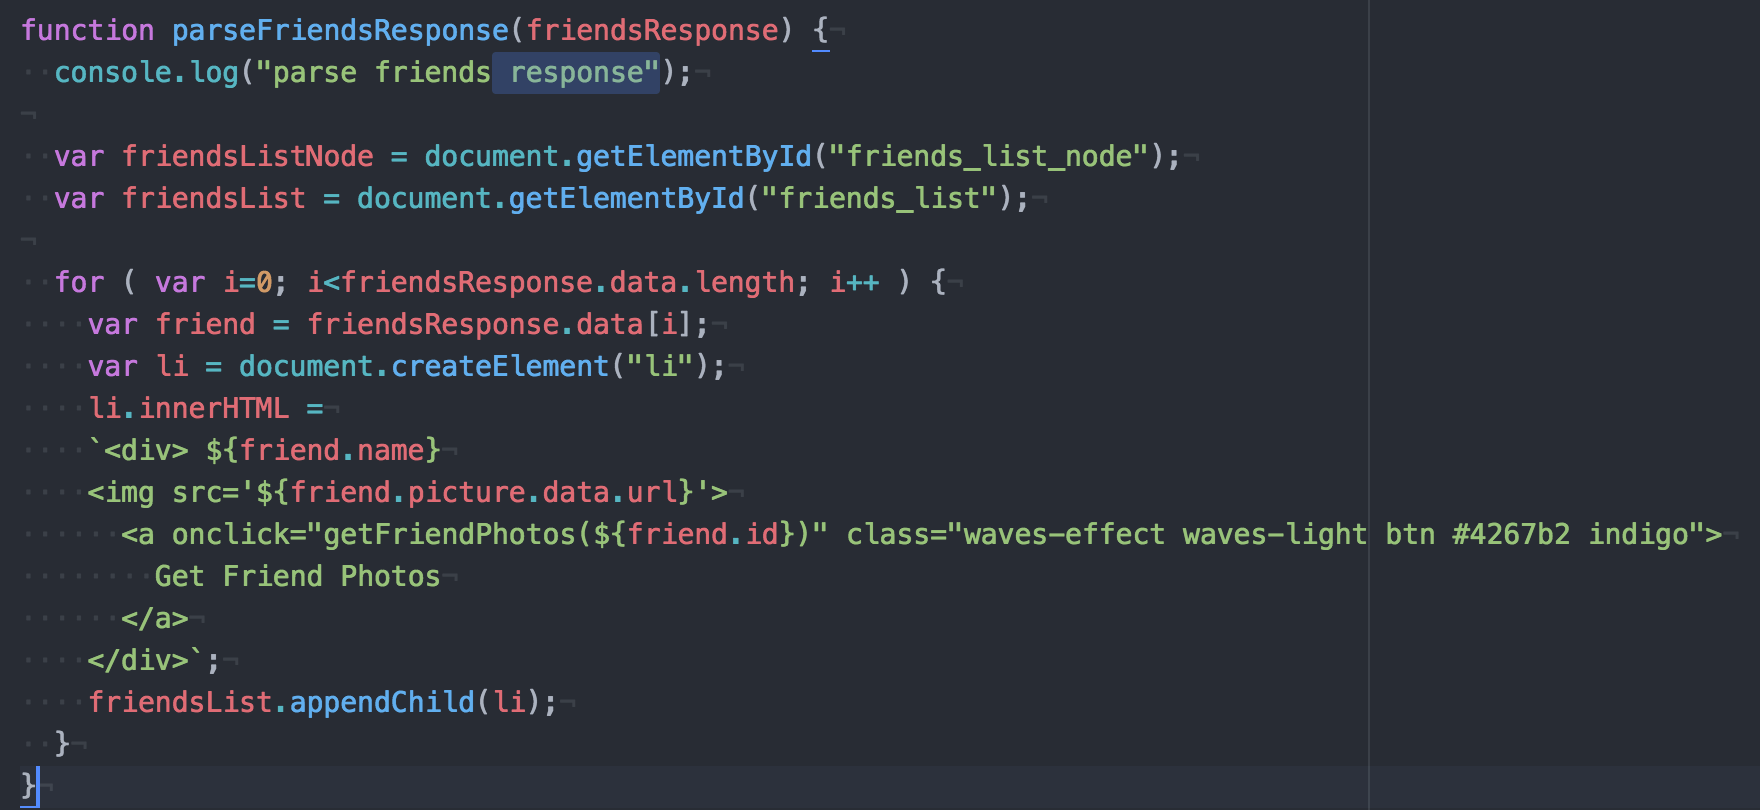 function parseFriendsResponse(friendsResponse) {
  console.log("parse friends response");

  var friendsListNode = document.getElementById("friends_list_node");
  var friendsList = document.getElementById("friends_list");

  for ( var i=0; i<friendsResponse.data.length; i++ ) {
    var friend = friendsResponse.data[i];
    var li = document.createElement("li");
    li.innerHTML =
    `<div> ${friend.name}
    <img src='${friend.picture.data.url}'>
      <a onclick="getFriendPhotos(${friend.id})" class="waves-effect waves-light btn #4267b2 indigo">
        Get Friend Photos
      </a>
    </div>`;
    friendsList.appendChild(li);
  }
}